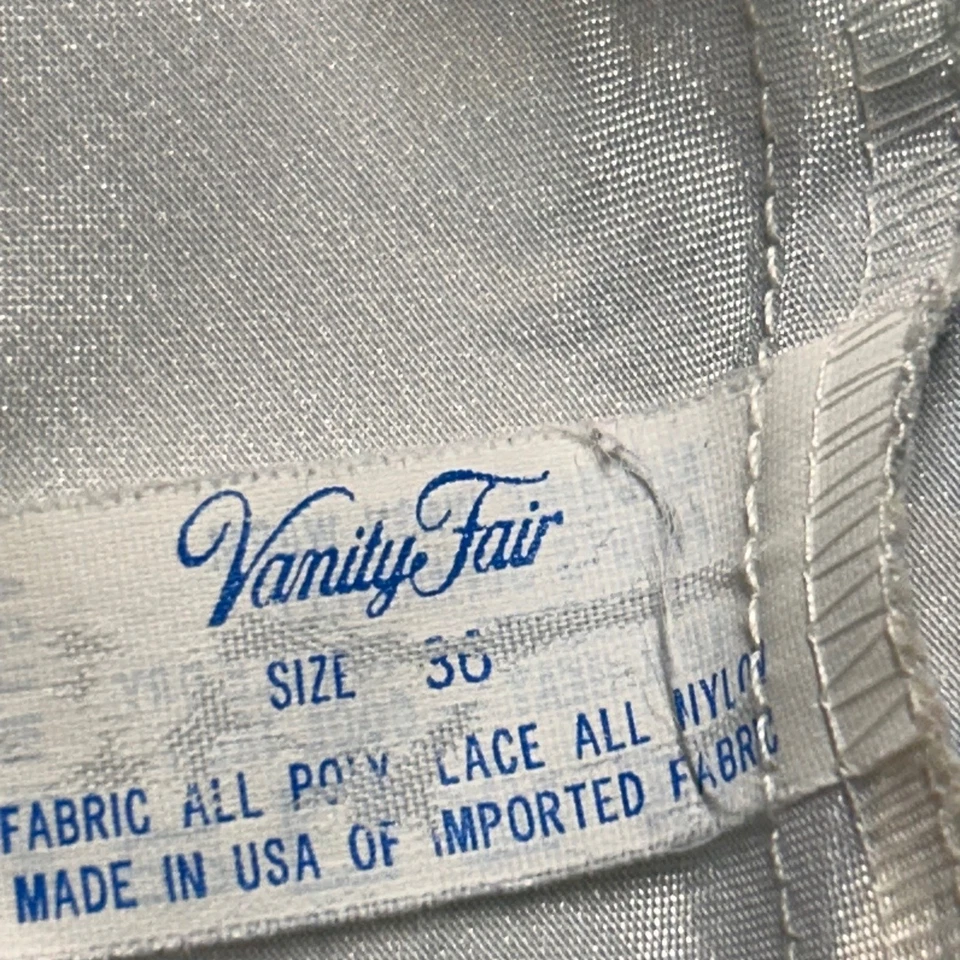 Vanity Fair
SIZE 36
FABRIC ALL POLY LACE ALL NYLON
MADE IN USA OF IMPORTED FABRIC